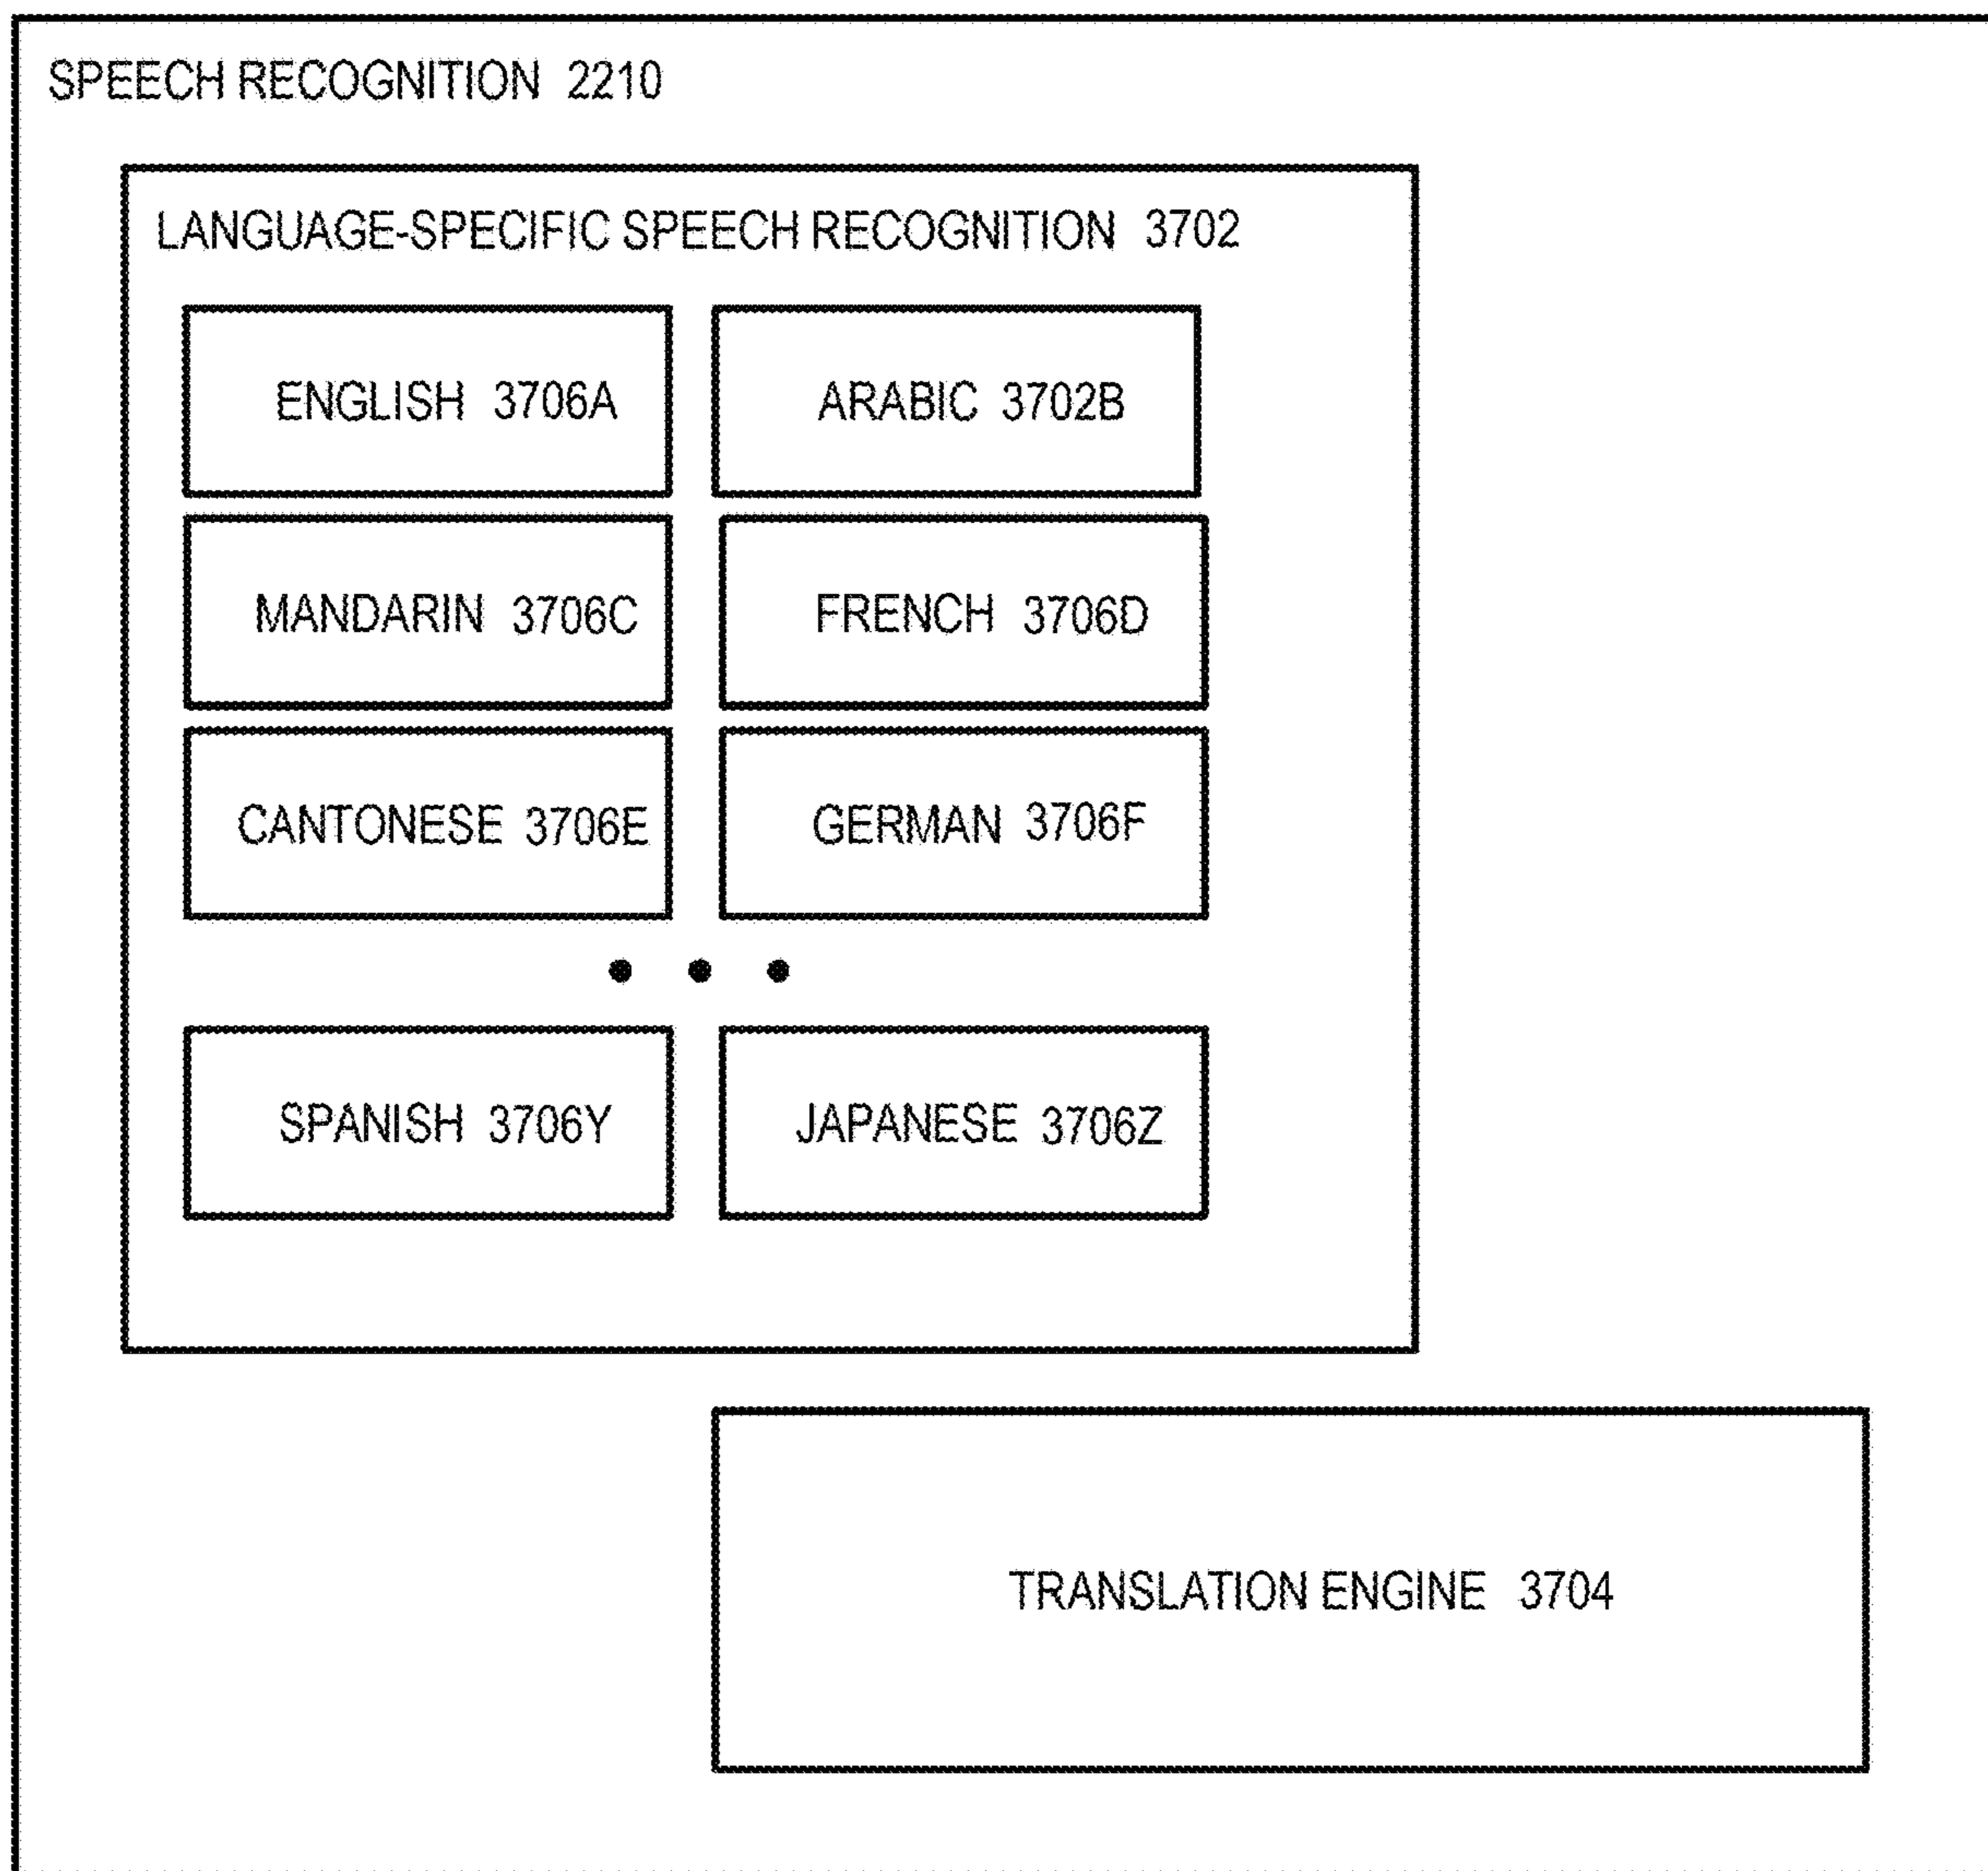 SPEECH RECOGNITION 2210
LANGUAGE-SPECIFIC SPEECH RECOGNITION 3702
ENGLISH 3706A
ARABIC 3702B
MANDARIN 3706C
FRENCH 3706D
CANTONESE 3706E
GERMAN 3706F
SPANISH 3706Y
JAPANESE 3706Z
TRANSLATION ENGINE 3704